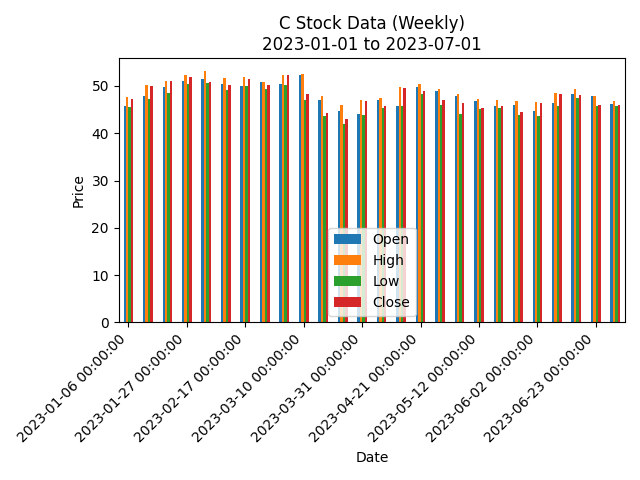 C Stock Data (Weekly)
2023-01-01 to 2023-07-01
Price
50
40
30
20
10
0
Open
High
Low
Close
2023-01-06 00:00:00
2023-01-27 00:00:00
2023-02-17 00:00:00
2023-03-10 00:00:00
2023-03-31 00:00:00
2023-04-21 00:00:00
2023-05-12 00:00:00
2023-06-02 00:00:00
2023-06-23 00:00:00
Date